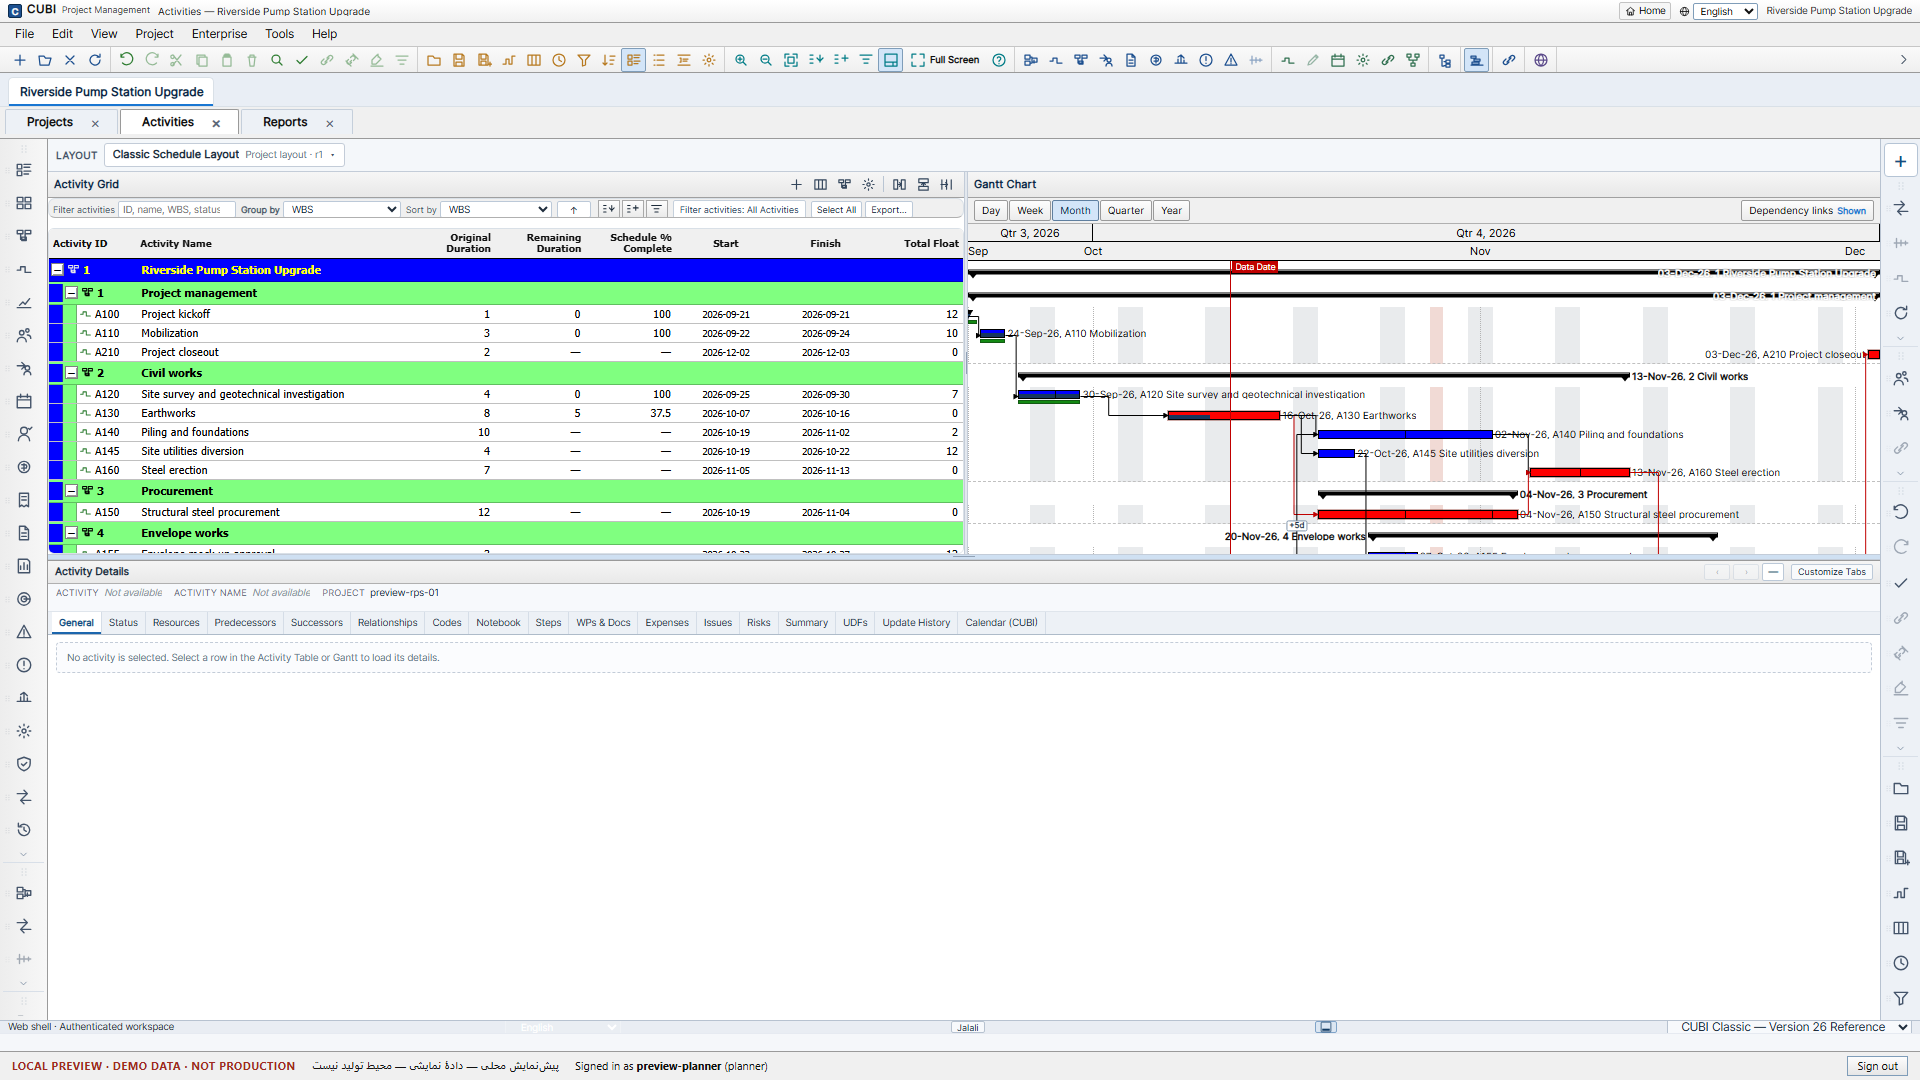 CUBI Project Management Activities — Riverside Pump Station Upgrade Home English Riverside Pump Station Upgrade
File Edit View Project Enterprise Tools Help
Full Screen
Riverside Pump Station Upgrade
Projects Activities Reports
LAYOUT Classic Schedule Layout Project layout · r1
Activity Grid
Filter activities ID, name, WBS, status Group by WBS Sort by WBS Filter activities: All Activities Select All Export...
Activity ID Activity Name Original Duration Remaining Duration Schedule % Complete Start Finish Total Float
1 Riverside Pump Station Upgrade
1 Project management
A100 Project kickoff 1 0 100 2026-09-21 2026-09-21 12
A110 Mobilization 3 0 100 2026-09-22 2026-09-24 10
A210 Project closeout 2 — — 2026-12-02 2026-12-03 0
2 Civil works
A120 Site survey and geotechnical investigation 4 0 100 2026-09-25 2026-09-30 7
A130 Earthworks 8 5 37.5 2026-10-07 2026-10-16 0
A140 Piling and foundations 10 — — 2026-10-19 2026-11-02 2
A145 Site utilities diversion 4 — — 2026-10-19 2026-10-22 12
A160 Steel erection 7 — — 2026-11-05 2026-11-13 0
3 Procurement
A150 Structural steel procurement 12 — — 2026-10-19 2026-11-04 0
4 Envelope works
Gantt Chart
Day Week Month Quarter Year Dependency links Shown
Qtr 3, 2026 Qtr 4, 2026
Sep Oct Nov Dec
Data Date
03-Dec-26, 1 Riverside Pump Station Upgrade
03-Dec-26, 1 Project management
24-Sep-26, A110 Mobilization
03-Dec-26, A210 Project closeout
13-Nov-26, 2 Civil works
30-Sep-26, A120 Site survey and geotechnical investigation
16-Oct-26, A130 Earthworks
02-Nov-26, A140 Piling and foundations
22-Oct-26, A145 Site utilities diversion
13-Nov-26, A160 Steel erection
04-Nov-26, 3 Procurement
04-Nov-26, A150 Structural steel procurement
+5d
20-Nov-26, 4 Envelope works
Activity Details Customize Tabs
ACTIVITY Not available ACTIVITY NAME Not available PROJECT preview-rps-01
General Status Resources Predecessors Successors Relationships Codes Notebook Steps WPs & Docs Expenses Issues Risks Summary UDFs Update History Calendar (CUBI)
No activity is selected. Select a row in the Activity Table or Gantt to load its details.
Web shell · Authenticated workspace English Jalali CUBI Classic — Version 26 Reference
LOCAL PREVIEW · DEMO DATA · NOT PRODUCTION پیش‌نمایش محلی — دادهٔ نمایشی — محیط تولید نیست Signed in as preview-planner (planner) Sign out